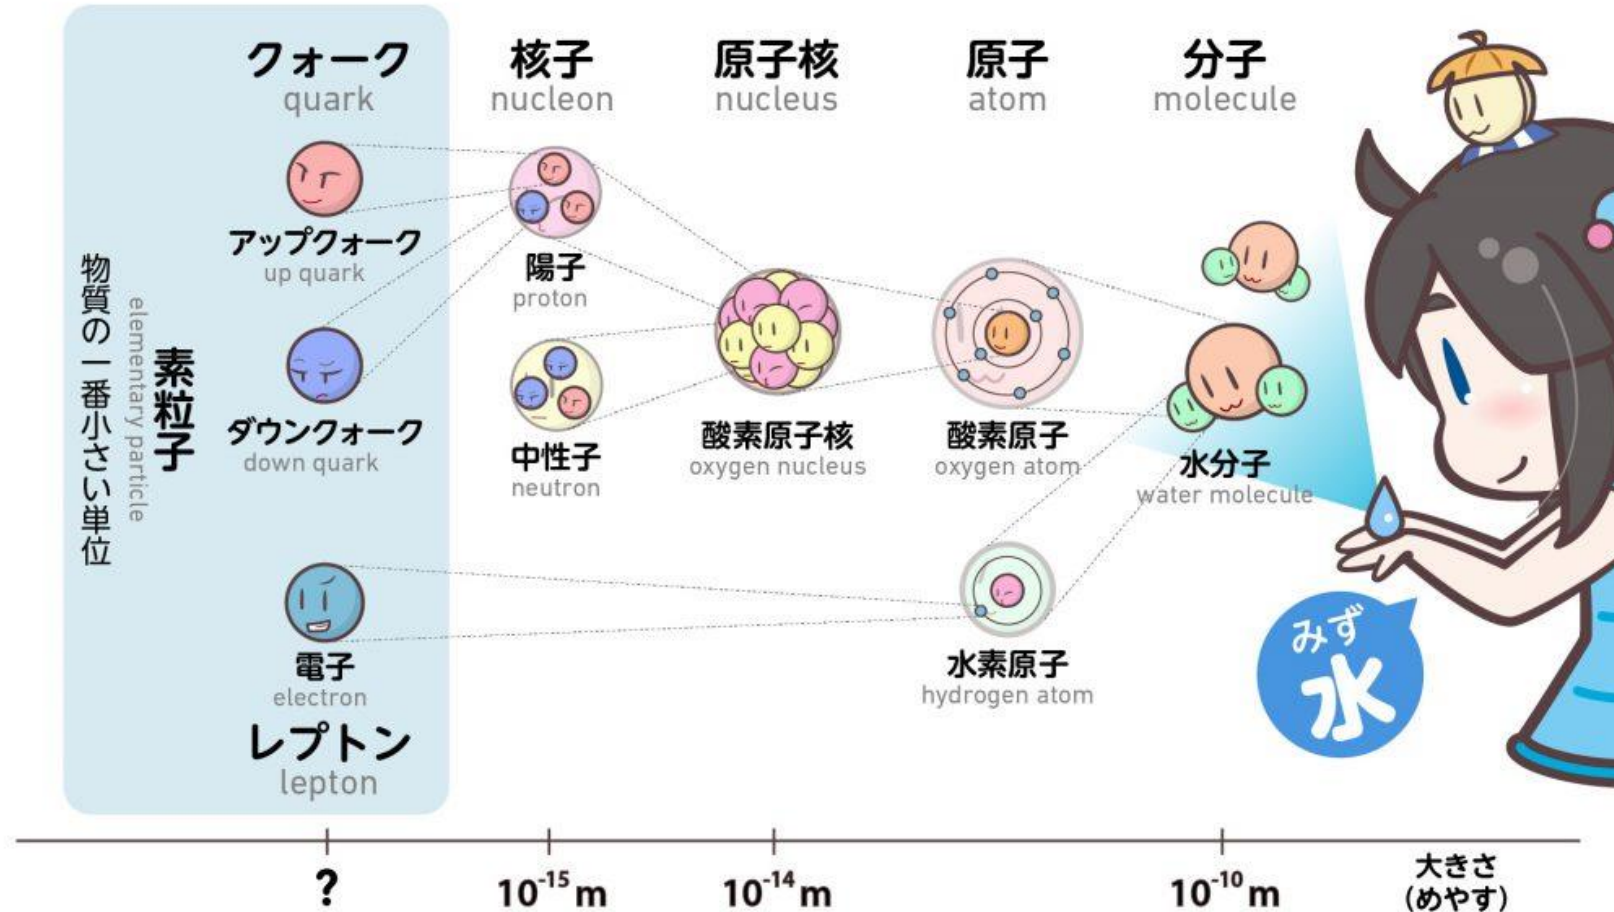 クォーク
quark
核子
nucleon
原子核
nucleus
原子
atom
分子
molecule
アップクォーク
up quark
陽子
proton
物質の一番小さい単位
elementary particle
素粒子
ダウンクォーク
down quark
中性子
neutron
酸素原子核
oxygen nucleus
酸素原子
oxygen atom
水分子
water molecule
電子
electron
レプトン
lepton
水素原子
hydrogen atom
みず
水
?
10⁻¹⁵ m
10⁻¹⁴ m
10⁻¹⁰ m
大きさ
(めやす)